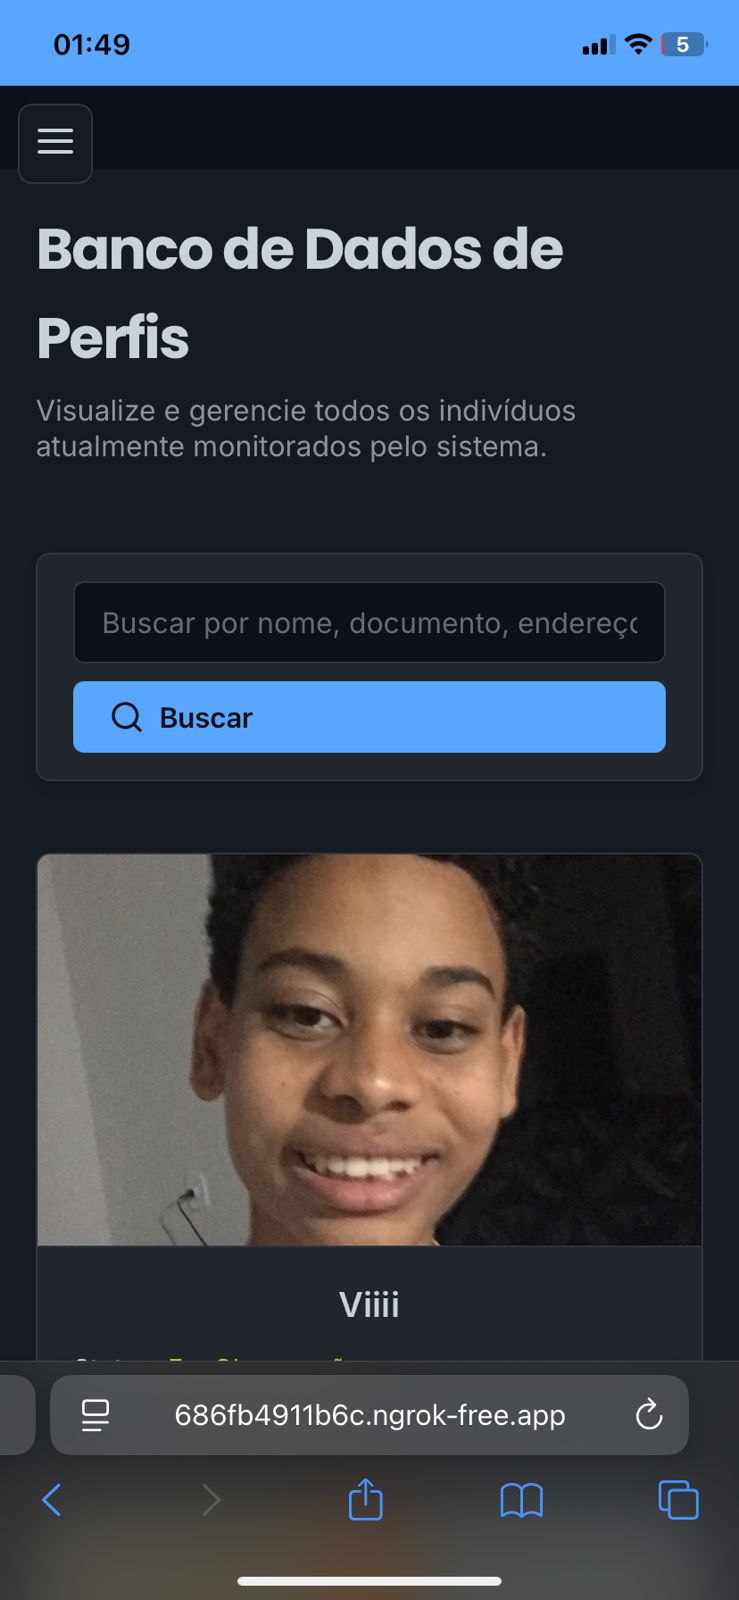 01:49
5
Banco de Dados de
Perfis
Visualize e gerencie todos os indivíduos
atualmente monitorados pelo sistema.
Buscar por nome, documento, endereç
Buscar
Viiii
686fb4911b6c.ngrok-free.app